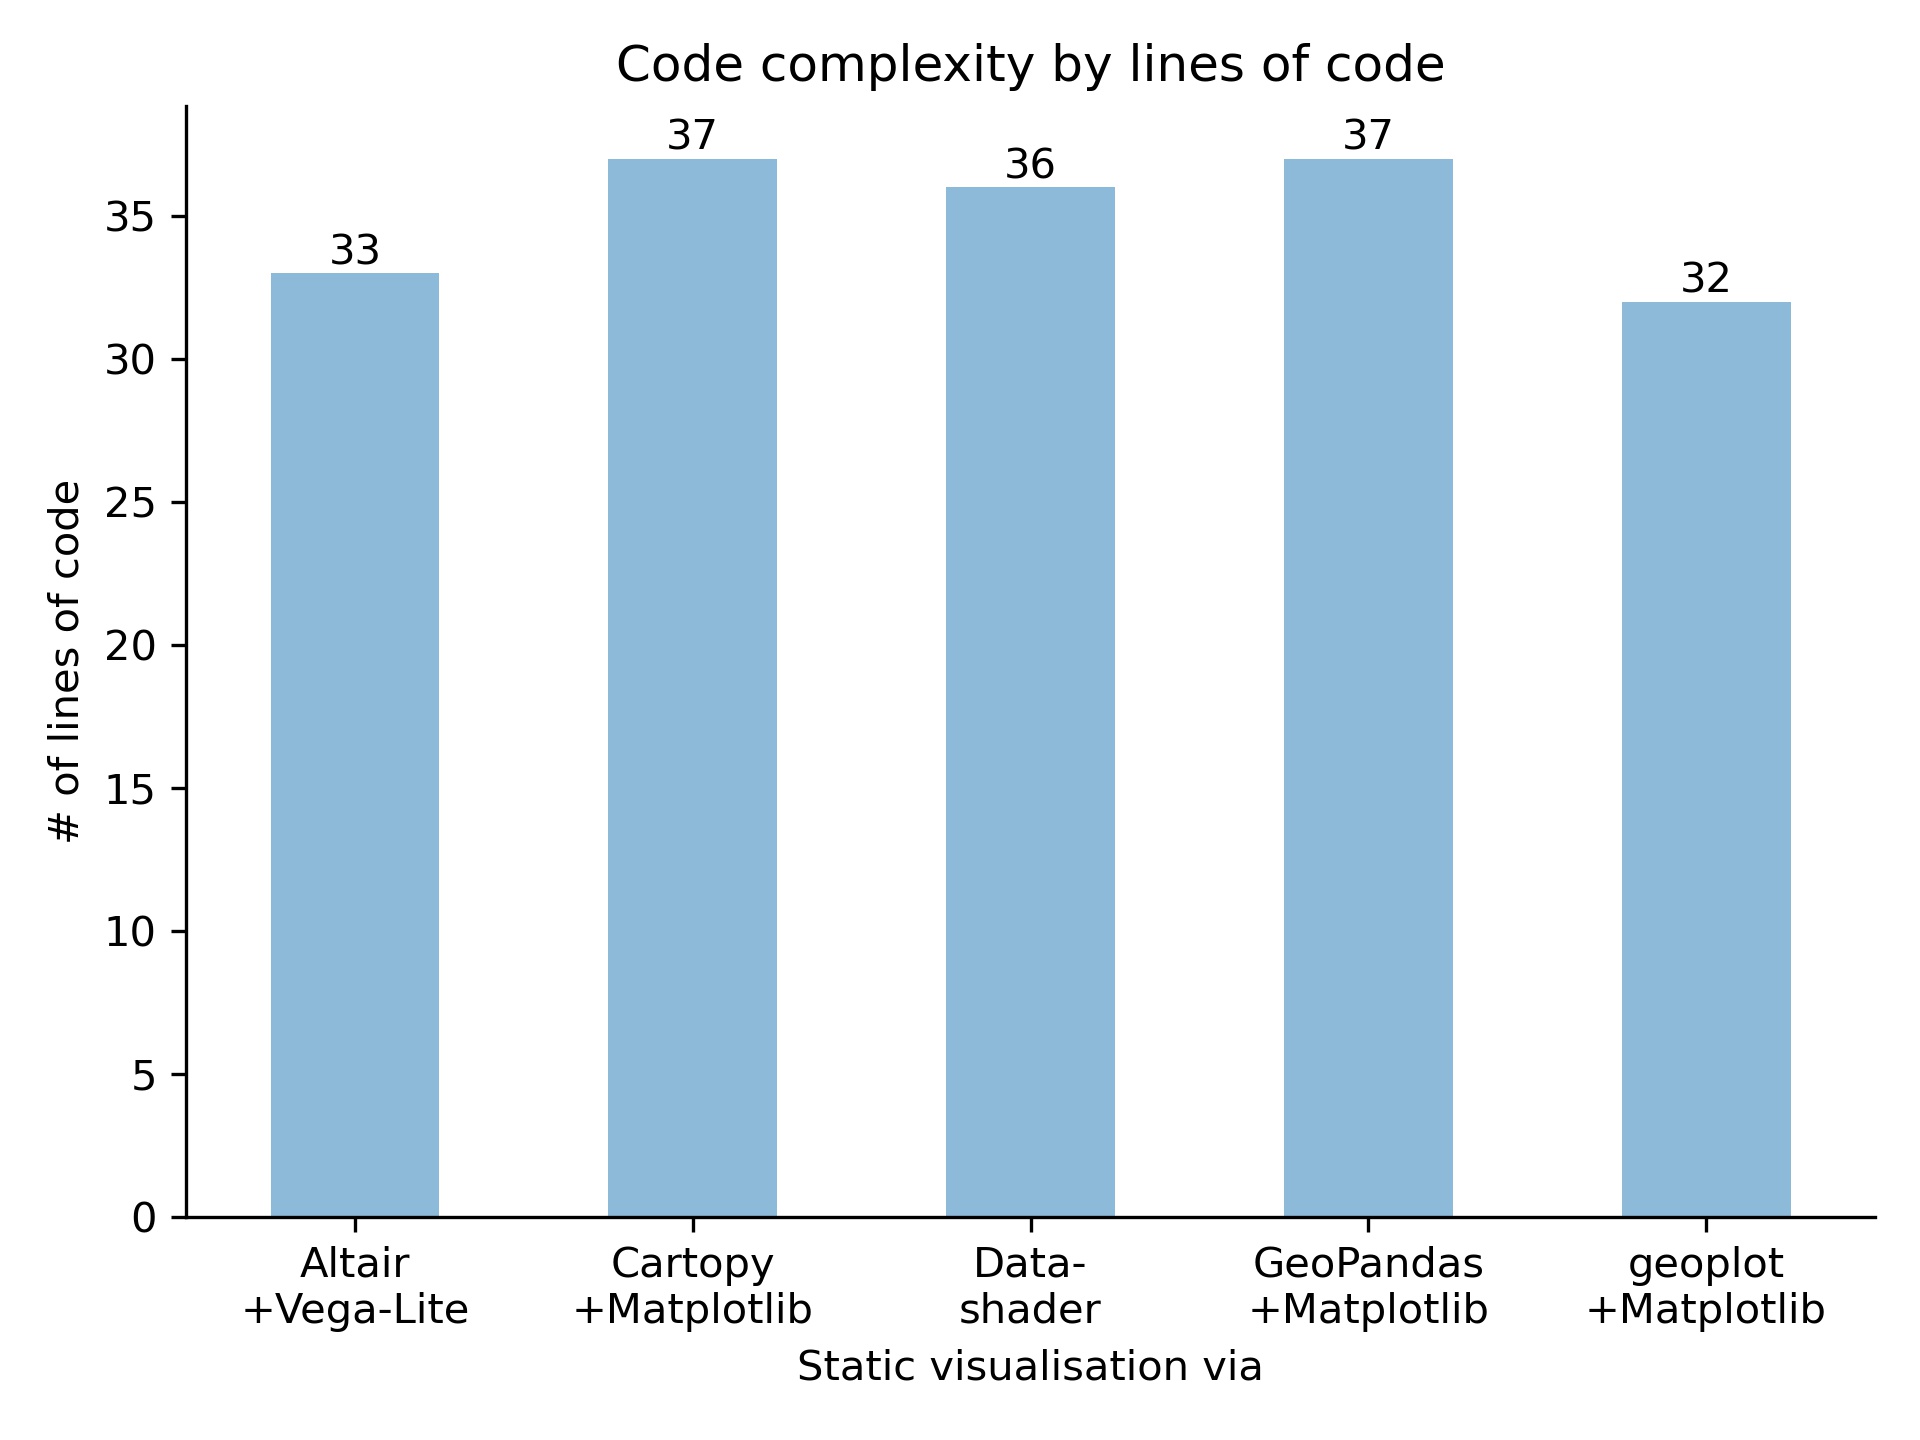 Code complexity by lines of code
37
37
36
33
32
35
30
25
20
15
10
5
0
# of lines of code
Altair
+Vega-Lite
Cartopy
+Matplotlib
Data-
shader
GeoPandas
+Matplotlib
geoplot
+Matplotlib
Static visualisation via